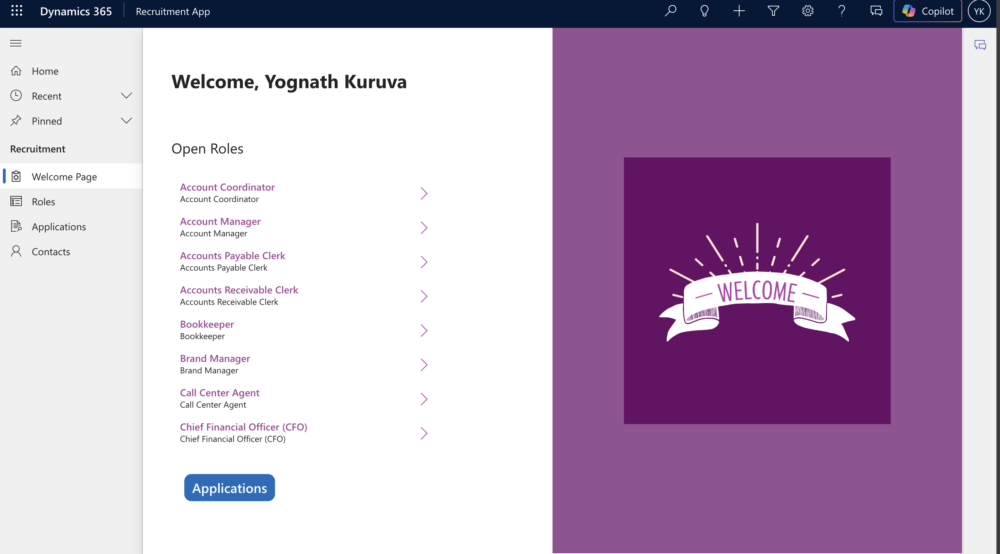 Dynamics 365
Recruitment App
Copilot
YK
Home
Recent
Pinned
Recruitment
Welcome Page
Roles
Applications
Contacts
Welcome, Yognath Kuruva
Open Roles
Account Coordinator
Account Coordinator
Account Manager
Account Manager
Accounts Payable Clerk
Accounts Payable Clerk
Accounts Receivable Clerk
Accounts Receivable Clerk
Bookkeeper
Bookkeeper
Brand Manager
Brand Manager
Call Center Agent
Call Center Agent
Chief Financial Officer (CFO)
Chief Financial Officer (CFO)
Applications
WELCOME